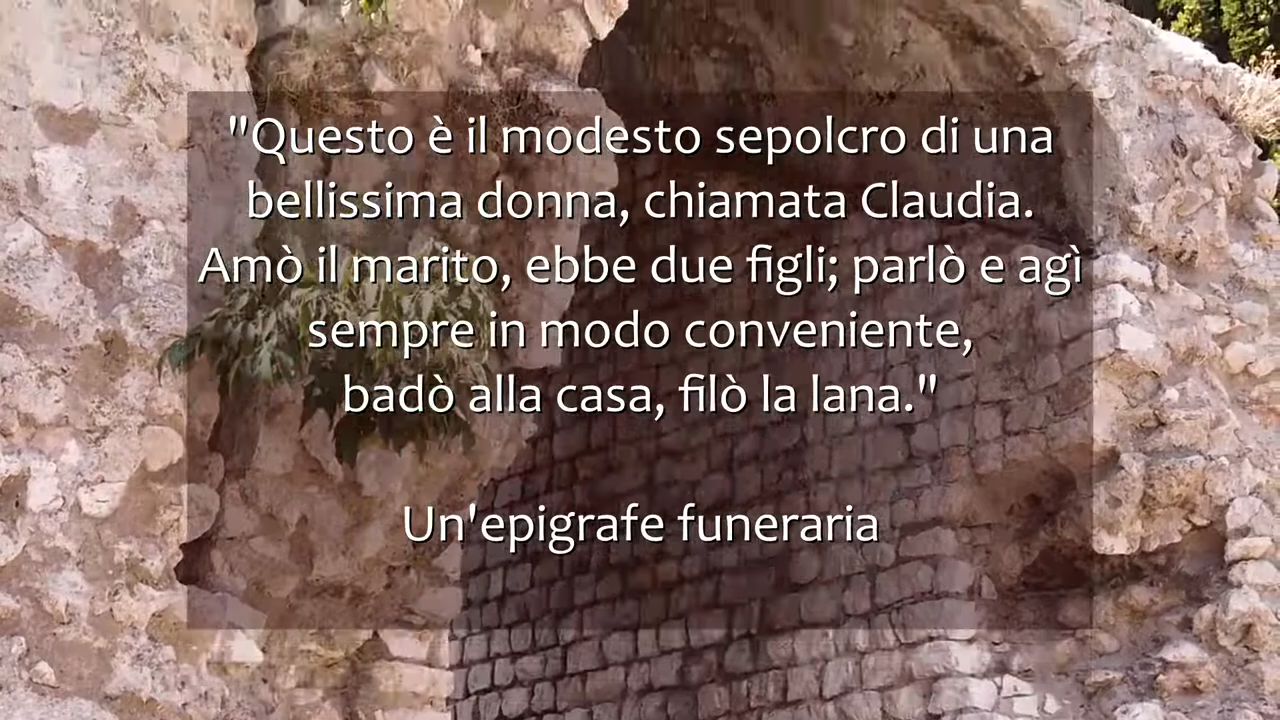 "Questo è il modesto sepolcro di una
bellissima donna, chiamata Claudia.
Amò il marito, ebbe due figli; parlò e agì
sempre in modo conveniente,
badò alla casa, filò la lana."
Un'epigrafe funeraria